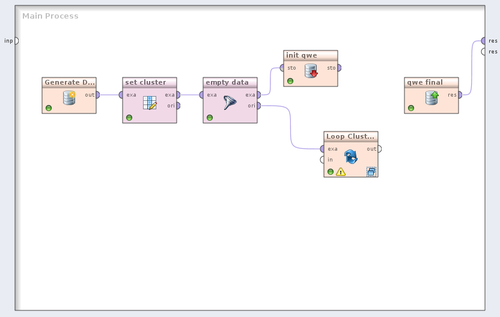 Main Process
inp
res
res
init qwe
sto
sto
Generate D...
out
set cluster
exa
exa
ori
empty data
exa
exa
ori
qwe final
res
Loop Clust...
exa
out
in